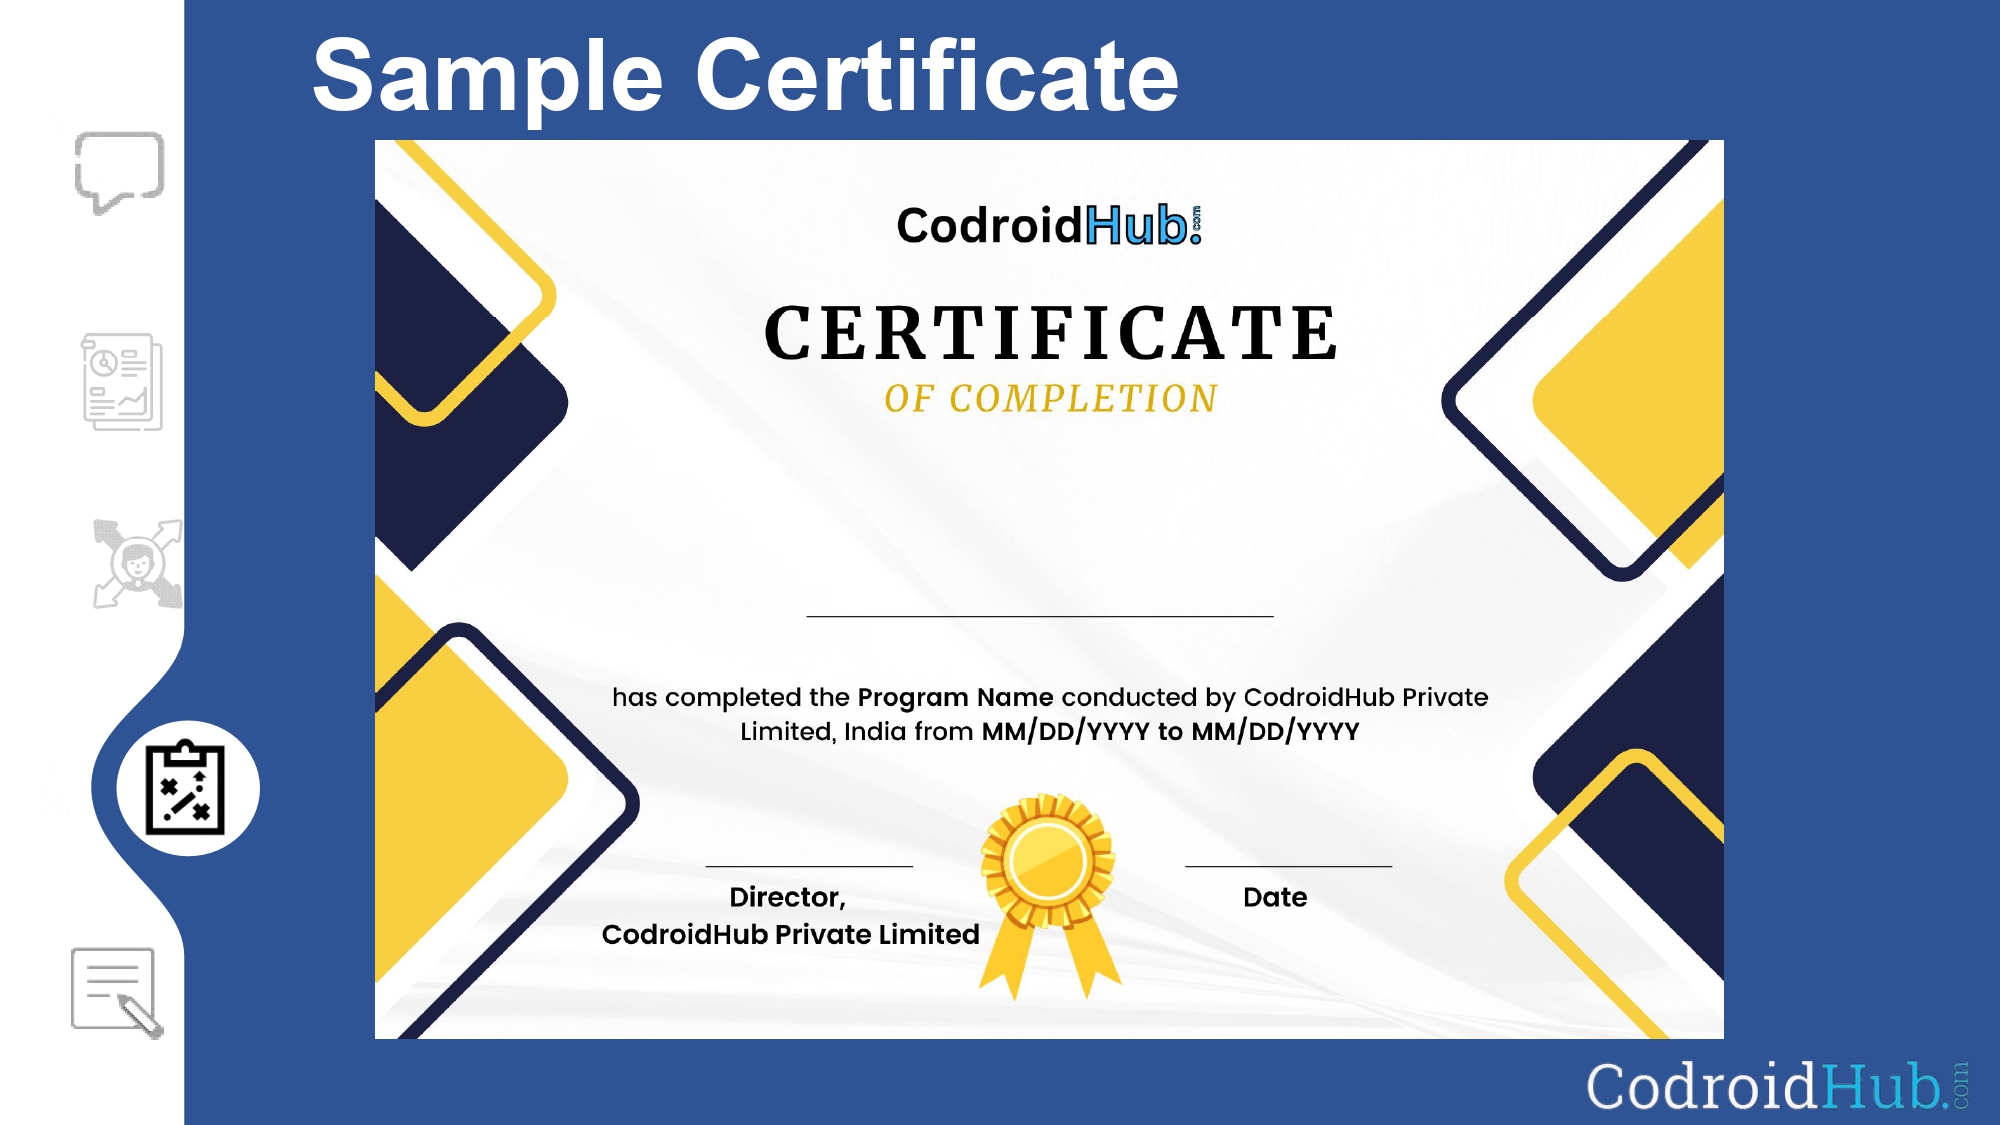 Sample Certificate
CodroidHub.com
CERTIFICATE
OF COMPLETION
has completed the Program Name conducted by CodroidHub Private
Limited, India from MM/DD/YYYY to MM/DD/YYYY
Director,
CodroidHub Private Limited
Date
CodroidHub.com